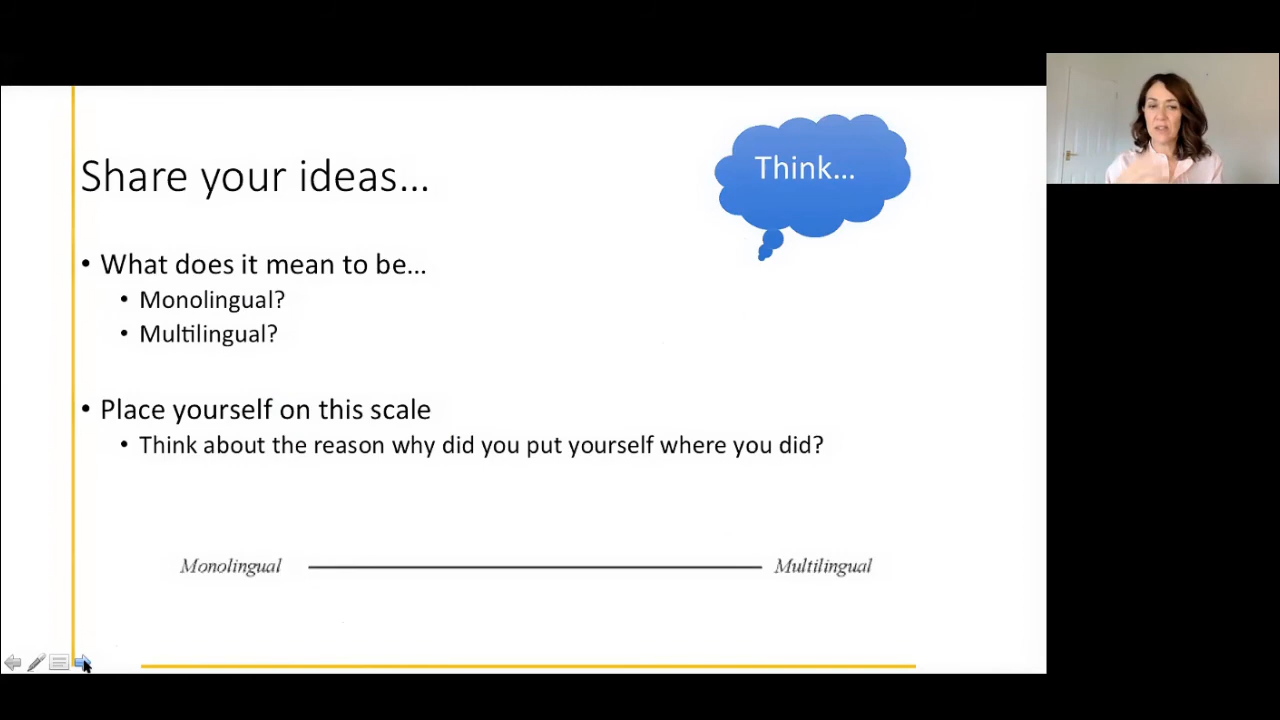 Think...
Share your ideas...
• What does it mean to be...
• Monolingual?
• Multilingual?
• Place yourself on this scale
• Think about the reason why did you put yourself where you did?
Monolingual
Multilingual